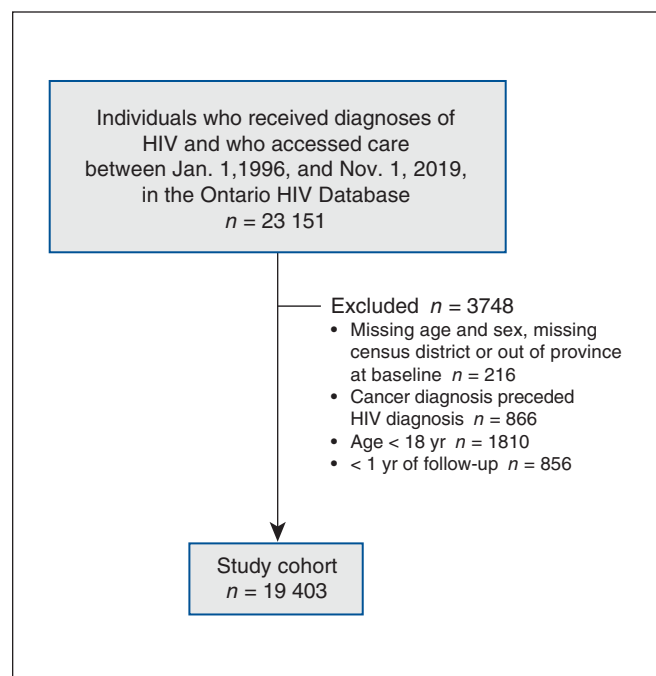 Individuals who received diagnoses of
HIV and who accessed care
between Jan. 1,1996, and Nov. 1, 2019,
in the Ontario HIV Database
n = 23 151
Excluded n = 3748
• Missing age and sex, missing
census district or out of province
at baseline n = 216
• Cancer diagnosis preceded
HIV diagnosis n = 866
• Age < 18 yr n = 1810
• < 1 yr of follow-up n = 856
Study cohort
n = 19 403